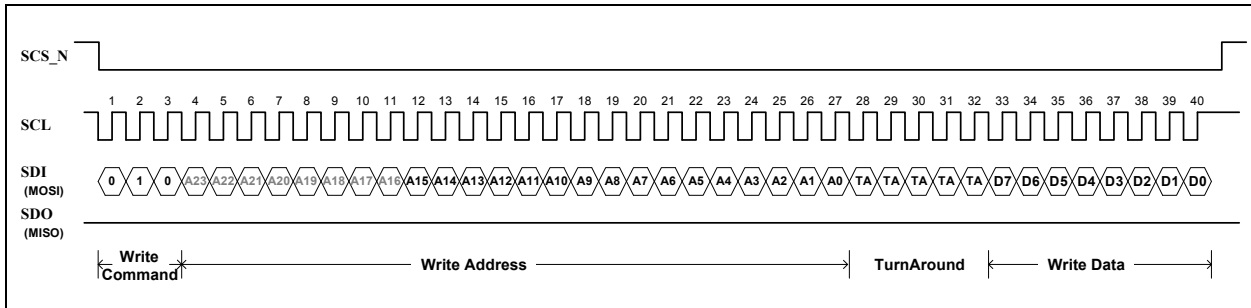 SCS_N
1 2 3 4 5 6 7 8 9 10 11 12 13 14 15 16 17 18 19 20 21 22 23 24 25 26 27 28 29 30 31 32 33 34 35 36 37 38 39 40
SCL
SDI
(MOSI)
0 1 0 A23 A22 A21 A20 A19 A18 A17 A16 A15 A14 A13 A12 A11 A10 A9 A8 A7 A6 A5 A4 A3 A2 A1 A0 TA TA TA TA TA D7 D6 D5 D4 D3 D2 D1 D0
SDO
(MISO)
Write
Command
Write Address
TurnAround
Write Data